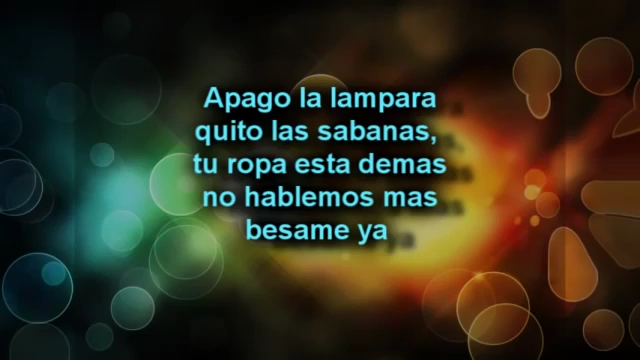 Apago la lampara
quito las sabanas,
tu ropa esta demas
no hablemos mas
besame ya